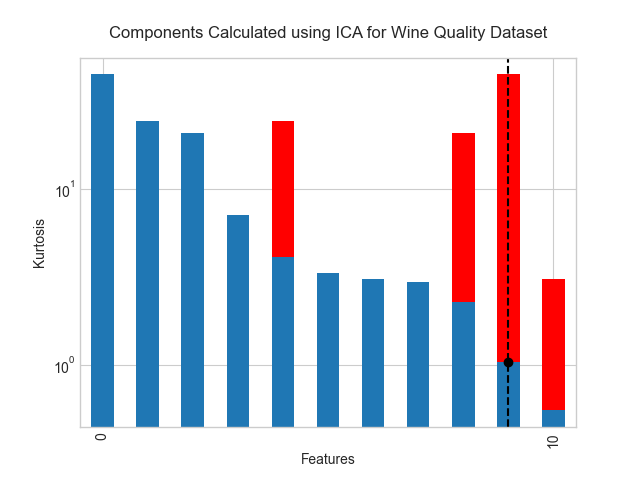 Components Calculated using ICA for Wine Quality Dataset
Kurtosis
10¹
10⁰
0
10
Features